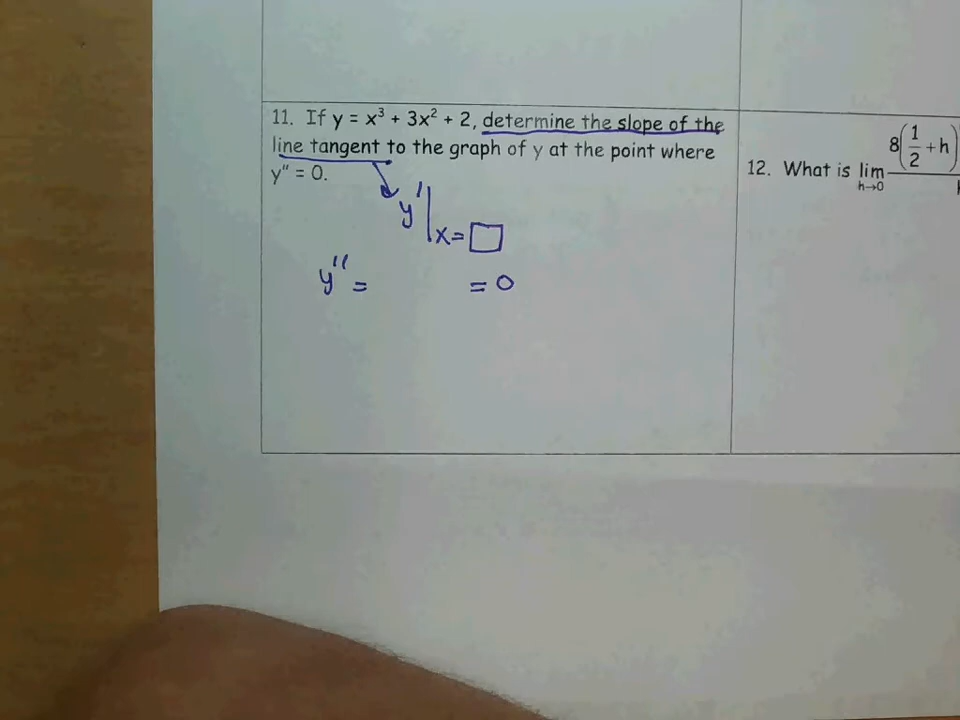 11. If y = x³ + 3x² + 2, determine the slope of the
line tangent to the graph of y at the point where
y" = 0.
y'|x=□
y'' = = 0
12. What is lim h→0 8(1/2 + h)